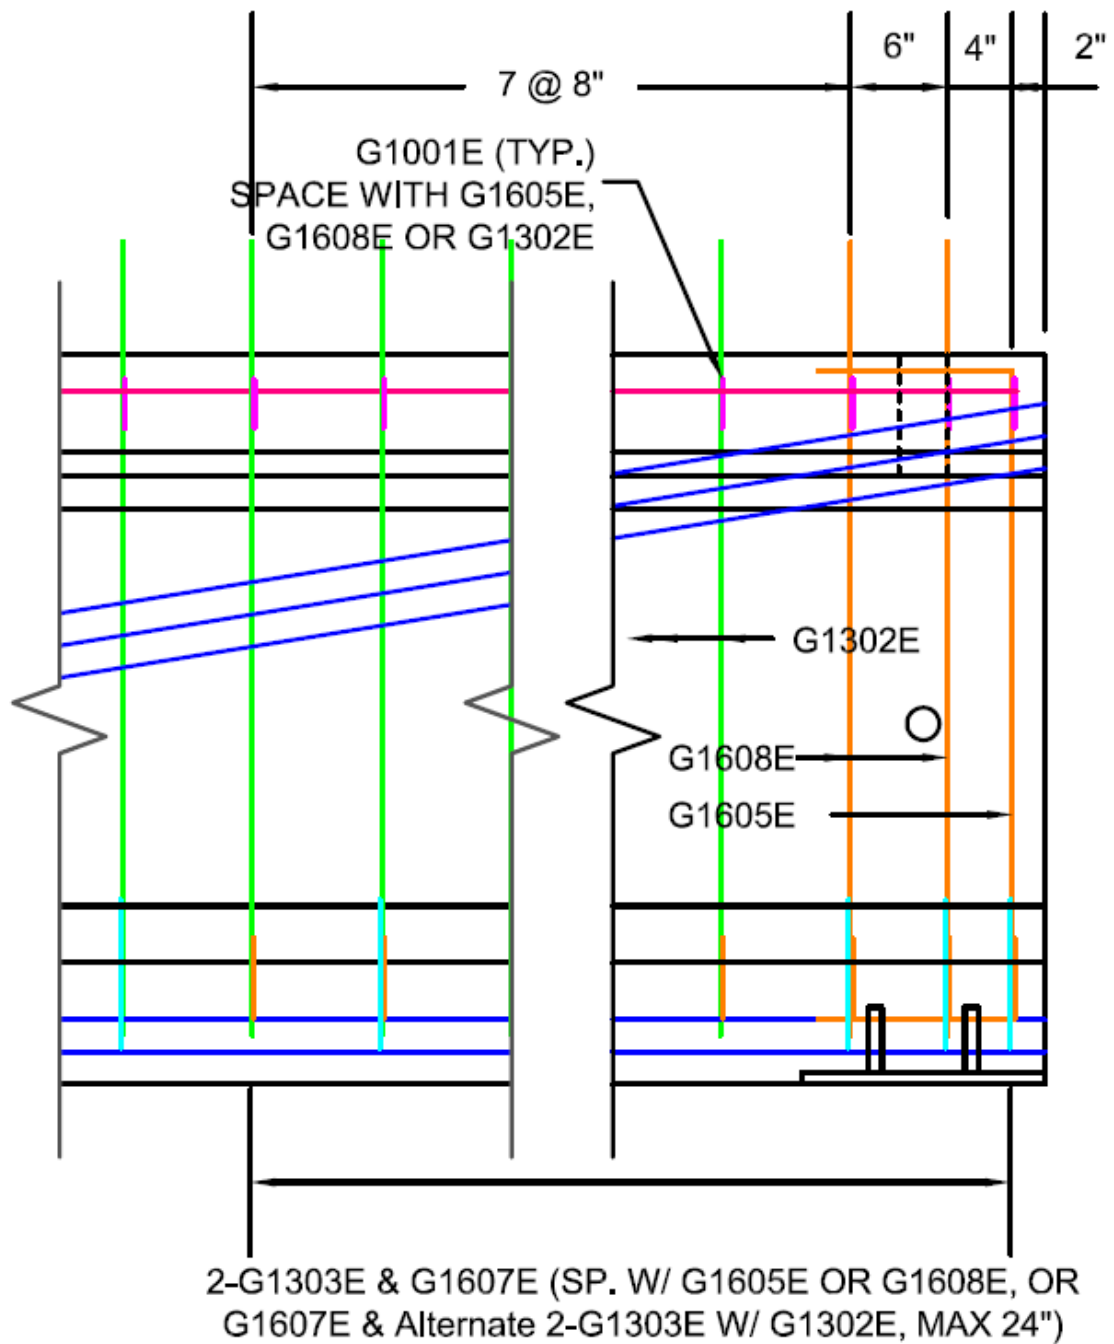 6" 4" 2"
7 @ 8"
G1001E (TYP.)
SPACE WITH G1605E,
G1608E OR G1302E
G1302E
G1608E
G1605E
2-G1303E & G1607E (SP. W/ G1605E OR G1608E, OR
G1607E & Alternate 2-G1303E W/ G1302E, MAX 24")